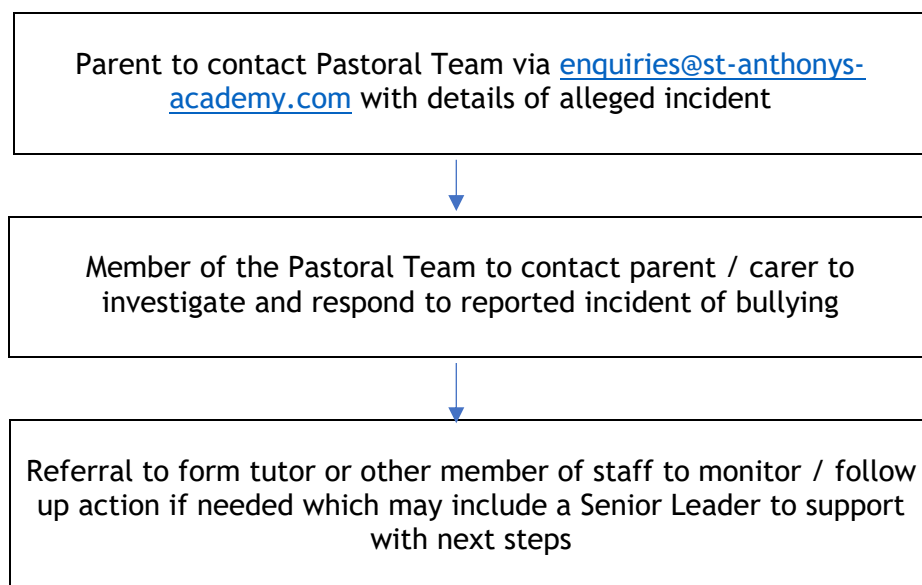 Parent to contact Pastoral Team via enquiries@st-anthonys-
academy.com with details of alleged incident
Member of the Pastoral Team to contact parent / carer to
investigate and respond to reported incident of bullying
Referral to form tutor or other member of staff to monitor / follow
up action if needed which may include a Senior Leader to support
with next steps